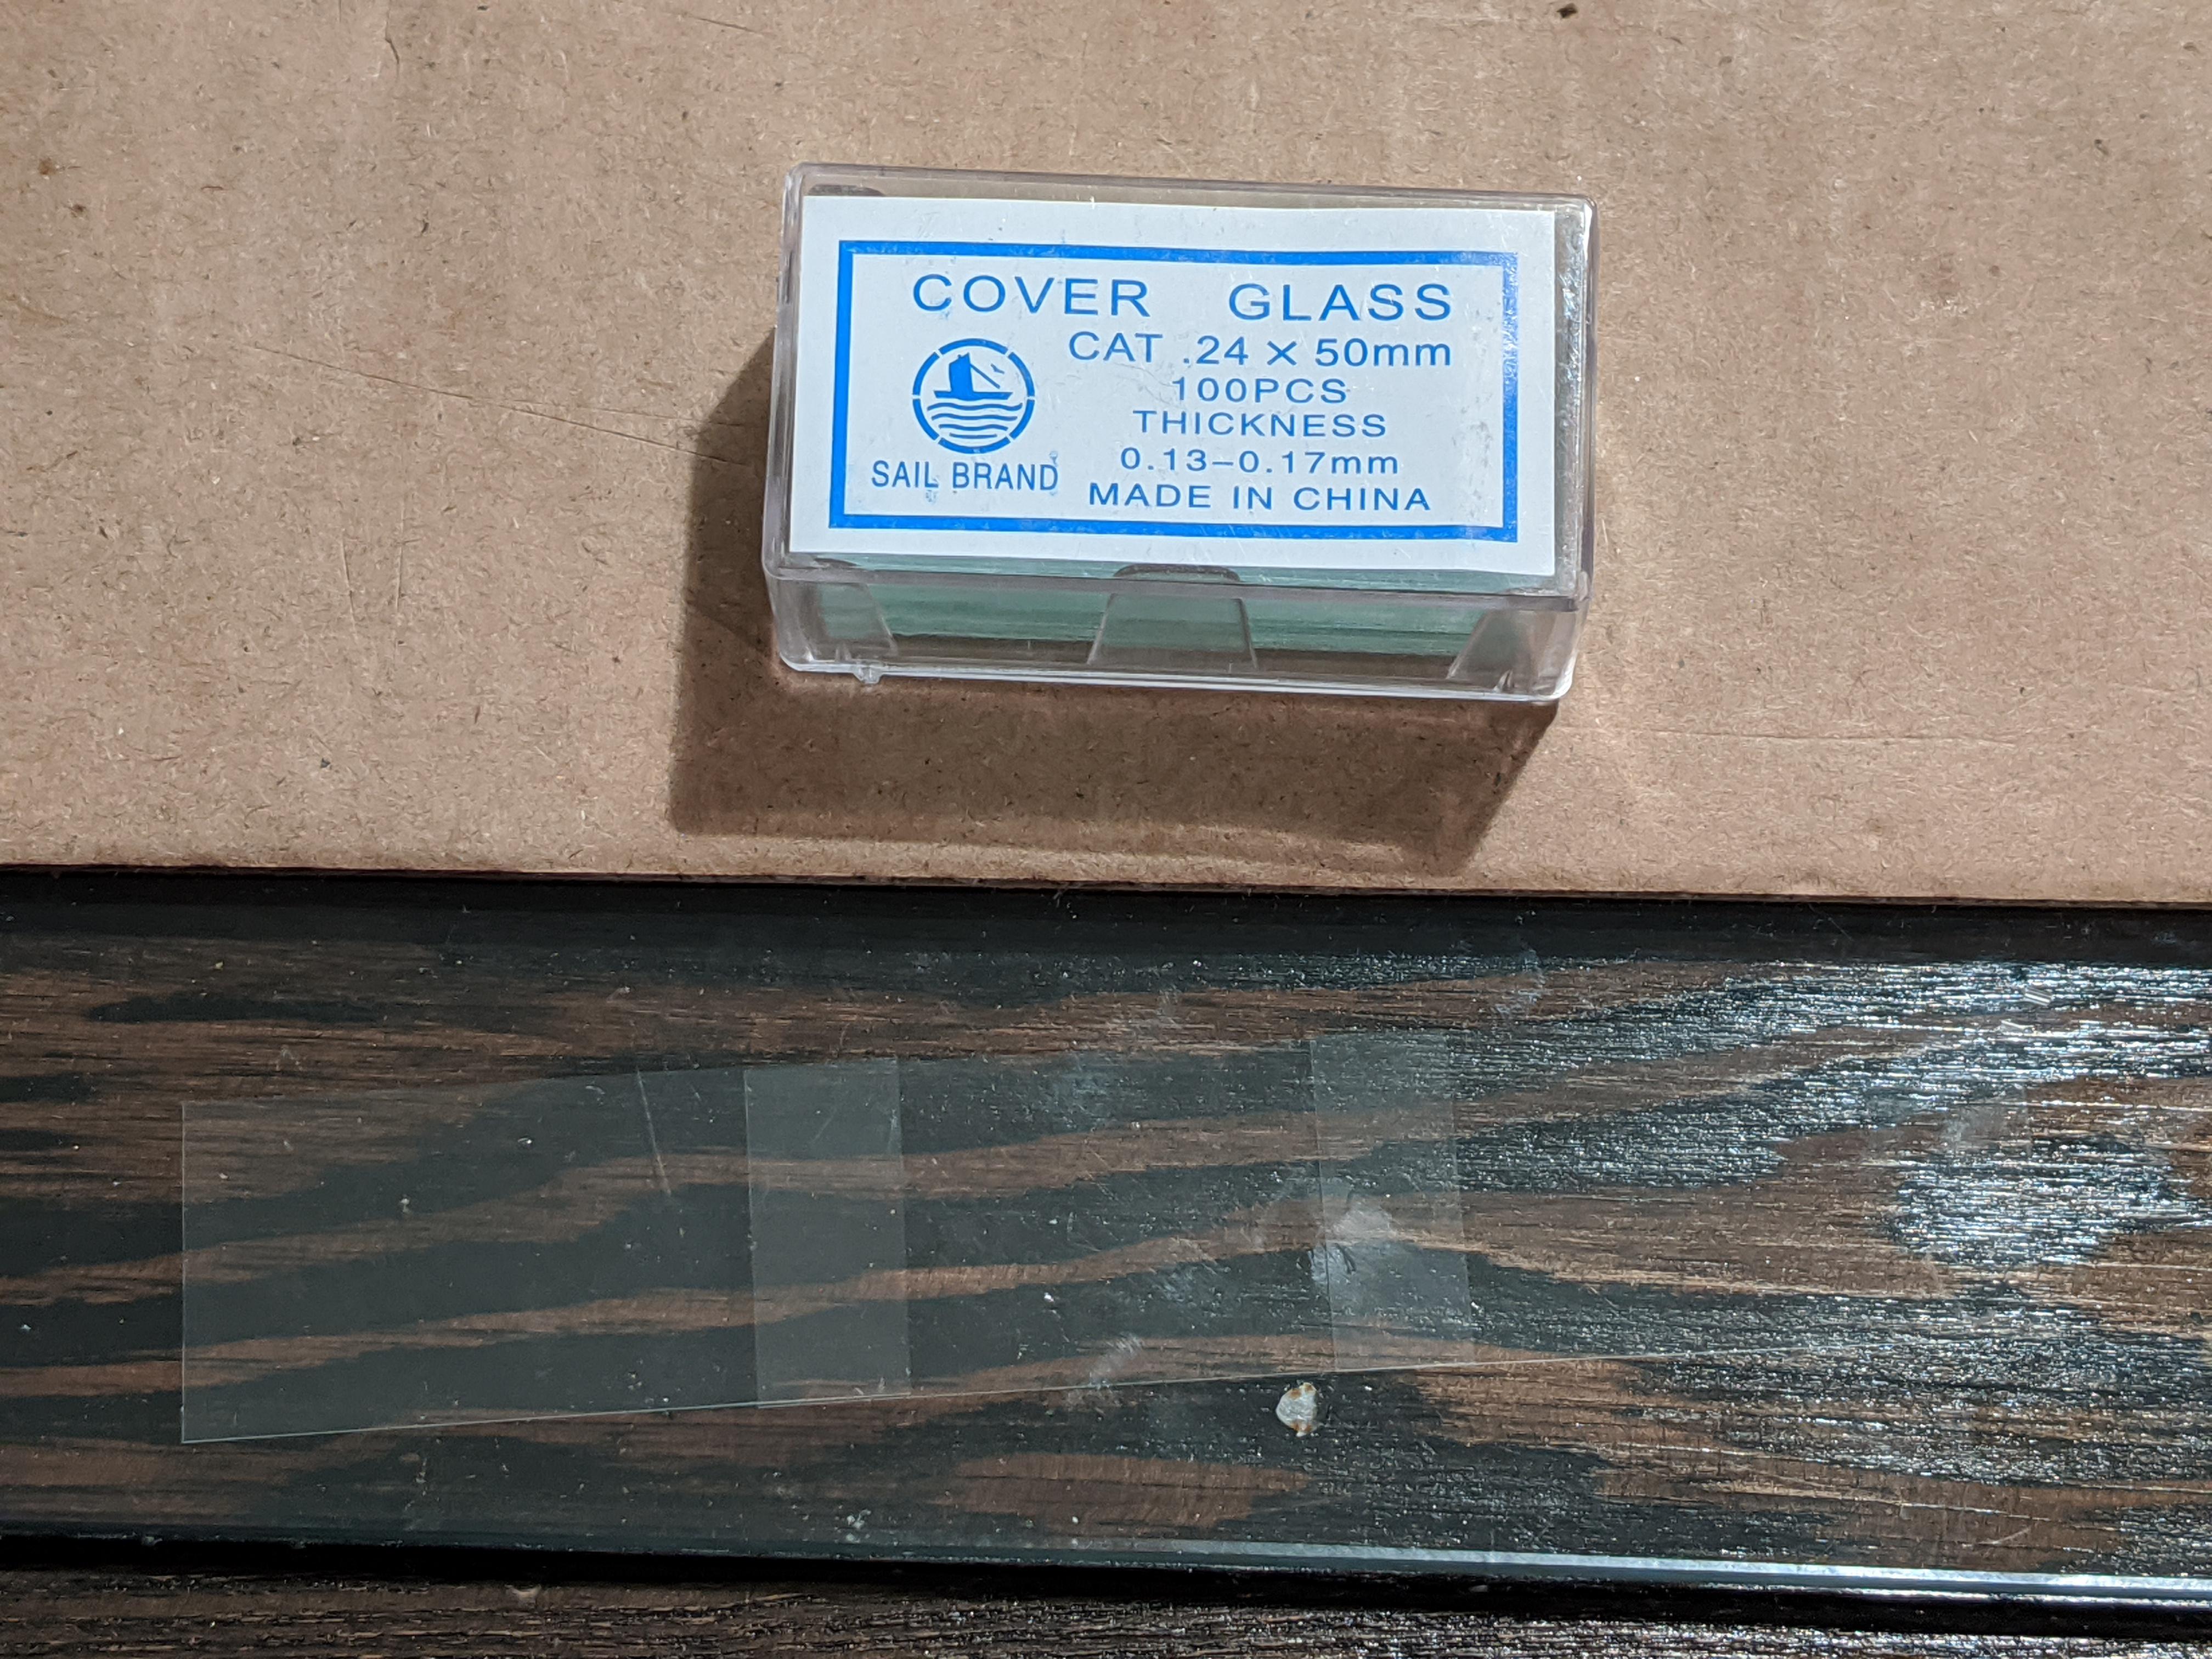 COVER GLASS
CAT .24 × 50mm
100PCS
THICKNESS
0.13–0.17mm
MADE IN CHINA
SAIL BRAND